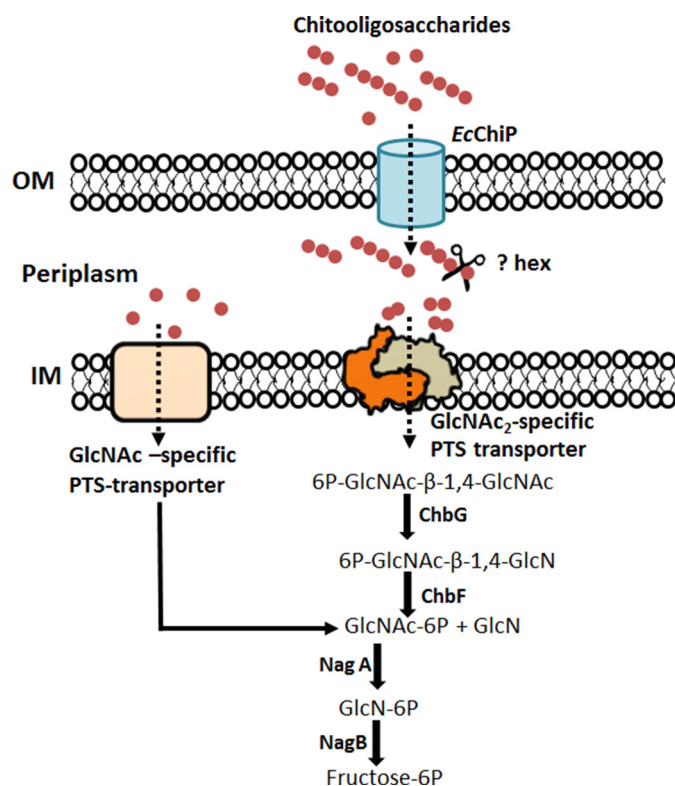 Chitooligosaccharides
EcChiP
OM
? hex
Periplasm
IM
GlcNAc₂-specific
PTS transporter
GlcNAc –specific
PTS-transporter
6P-GlcNAc-β-1,4-GlcNAc
ChbG
6P-GlcNAc-β-1,4-GlcN
ChbF
GlcNAc-6P + GlcN
Nag A
GlcN-6P
NagB
Fructose-6P